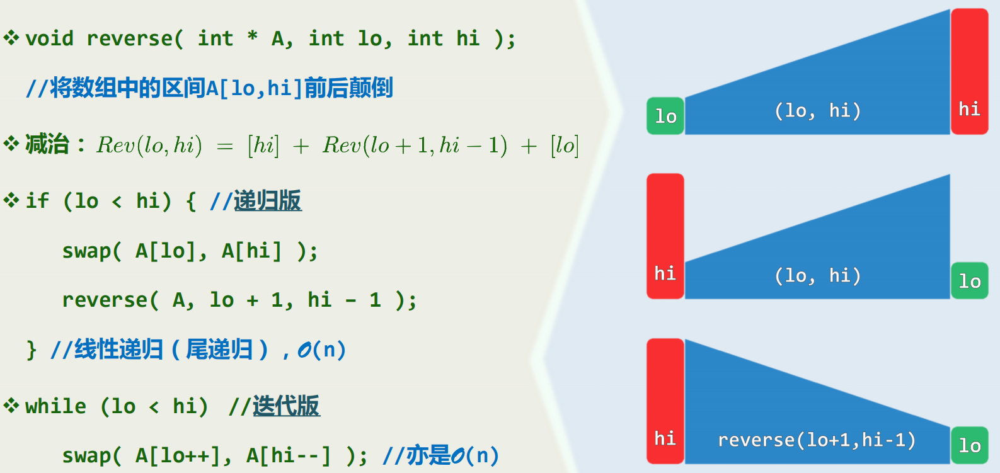 ❖ void reverse( int * A, int lo, int hi );
//将数组中的区间A[lo,hi]前后颠倒
❖ 减治：Rev(lo, hi) = [hi] + Rev(lo + 1, hi − 1) + [lo]
❖ if (lo < hi) { //递归版
swap( A[lo], A[hi] );
reverse( A, lo + 1, hi – 1 );
} //线性递归（尾递归），𝒪(n)
❖ while (lo < hi) //迭代版
swap( A[lo++], A[hi--] ); //亦是𝒪(n)
lo
(lo, hi)
hi
hi
(lo, hi)
lo
hi
reverse(lo+1,hi-1)
lo